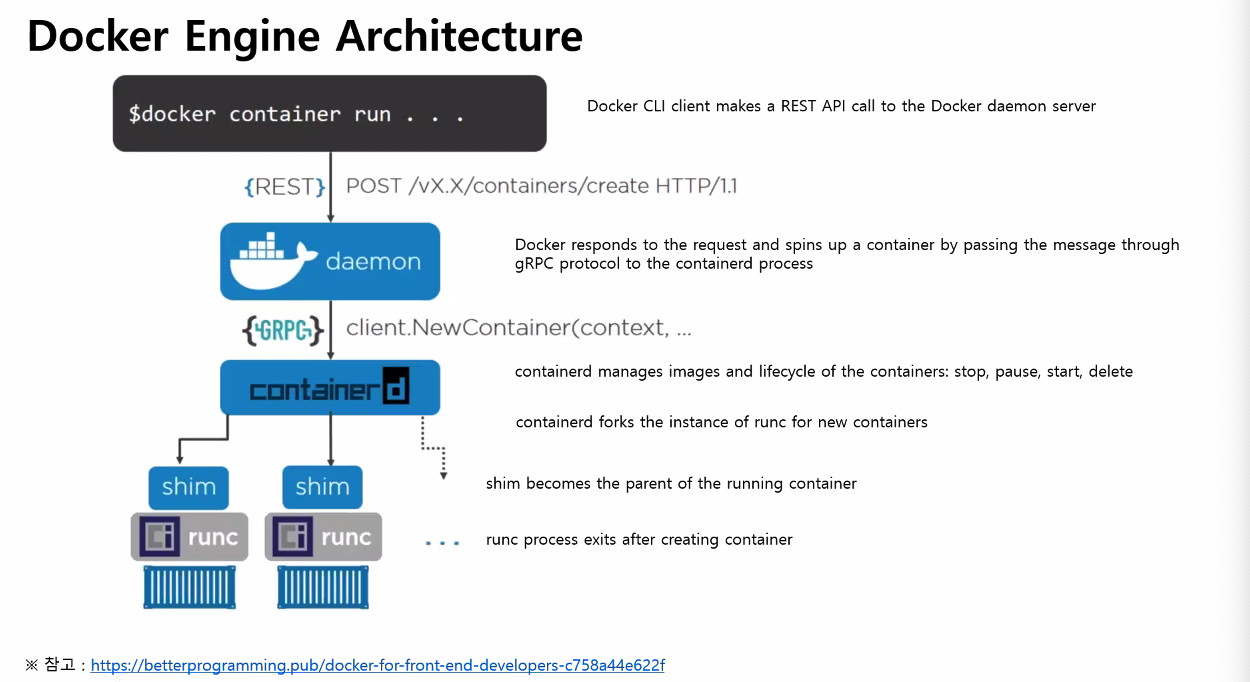 Docker Engine Architecture
$docker container run . . .
Docker CLI client makes a REST API call to the Docker daemon server
{REST} POST /vX.X/containers/create HTTP/1.1
daemon
Docker responds to the request and spins up a container by passing the message through
gRPC protocol to the containerd process
{GRPC} client.NewContainer(context, ...
containerd
containerd manages images and lifecycle of the containers: stop, pause, start, delete
containerd forks the instance of runc for new containers
shim shim
shim becomes the parent of the running container
runc runc
. . .
runc process exits after creating container
※ 참고 : https://betterprogramming.pub/docker-for-front-end-developers-c758a44e622f